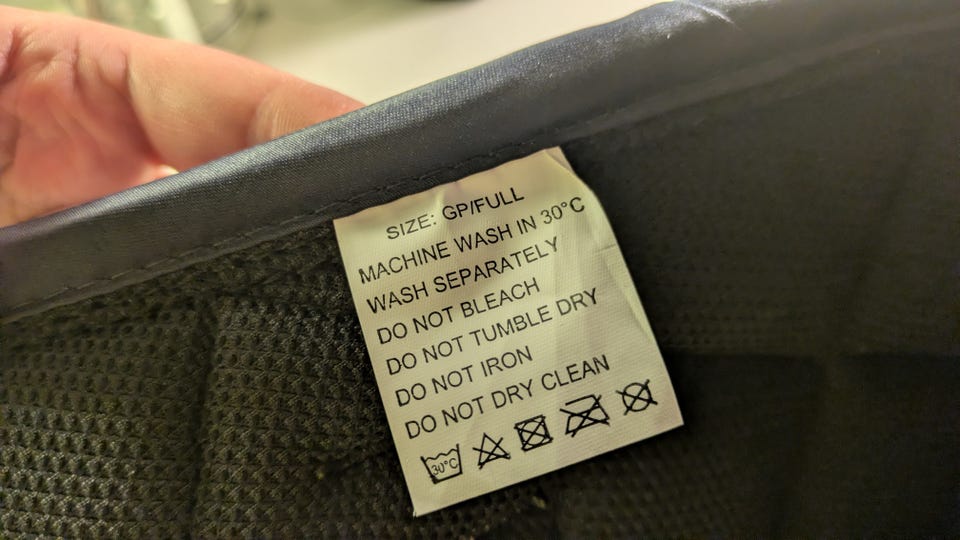 SIZE: GP/FULL
MACHINE WASH IN 30°C
WASH SEPARATELY
DO NOT BLEACH
DO NOT TUMBLE DRY
DO NOT IRON
DO NOT DRY CLEAN
30°C